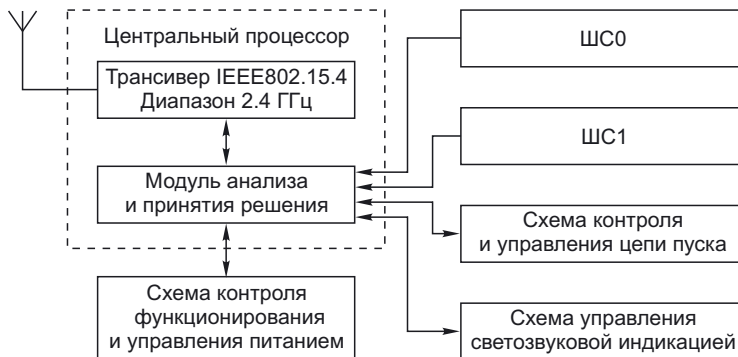 Центральный процессор
Трансивер IEEE802.15.4
Диапазон 2.4 ГГц
Модуль анализа
и принятия решения
Схема контроля
функционирования
и управления питанием
ШС0
ШС1
Схема контроля
и управления цепи пуска
Схема управления
светозвуковой индикацией